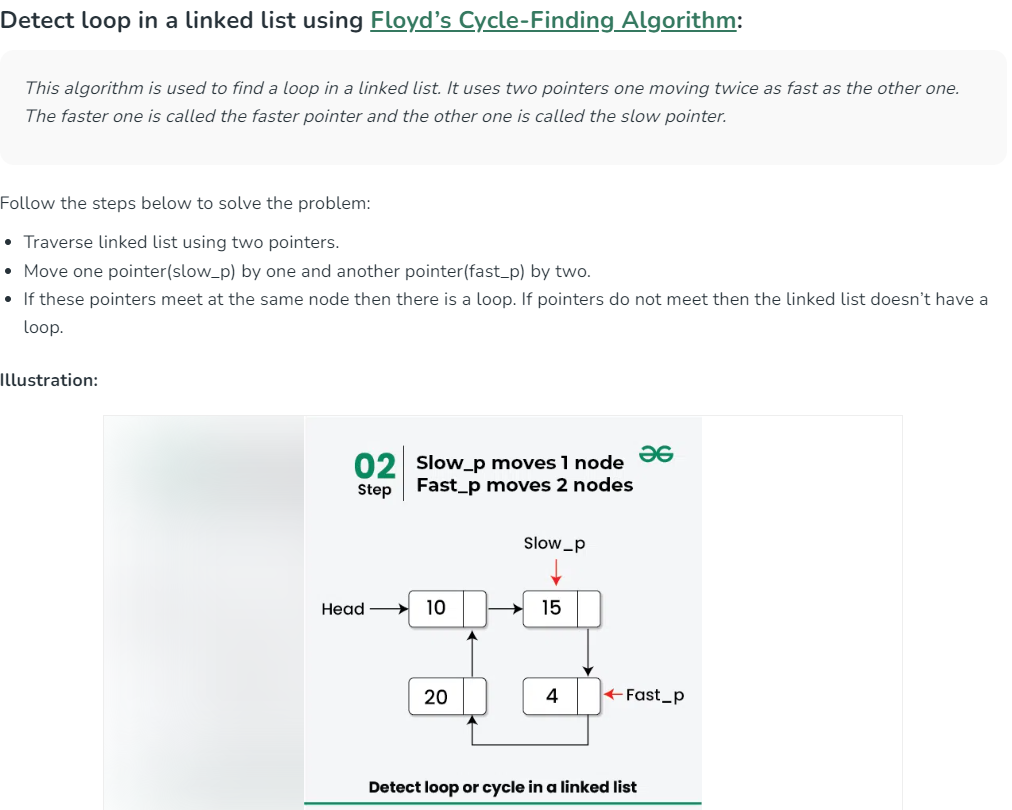 Detect loop in a linked list using Floyd’s Cycle-Finding Algorithm:
This algorithm is used to find a loop in a linked list. It uses two pointers one moving twice as fast as the other one.
The faster one is called the faster pointer and the other one is called the slow pointer.
Follow the steps below to solve the problem:
• Traverse linked list using two pointers.
• Move one pointer(slow_p) by one and another pointer(fast_p) by two.
• If these pointers meet at the same node then there is a loop. If pointers do not meet then the linked list doesn’t have a
loop.
Illustration:
02
Step
Slow_p moves 1 node
Fast_p moves 2 nodes
Slow_p
Head
10
15
20
4
Fast_p
Detect loop or cycle in a linked list